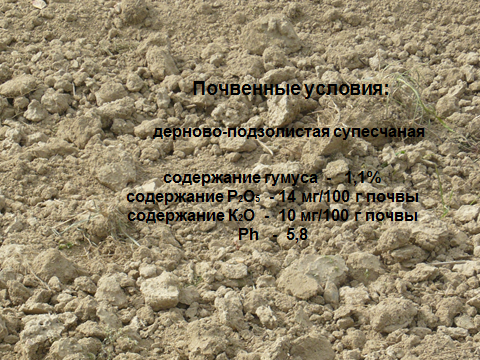 Почвенные условия:
дерново-подзолистая супесчаная
содержание гумуса - 1,1%
содержание P₂O₅ - 14 мг/100 г почвы
содержание K₂O - 10 мг/100 г почвы
Ph - 5,8